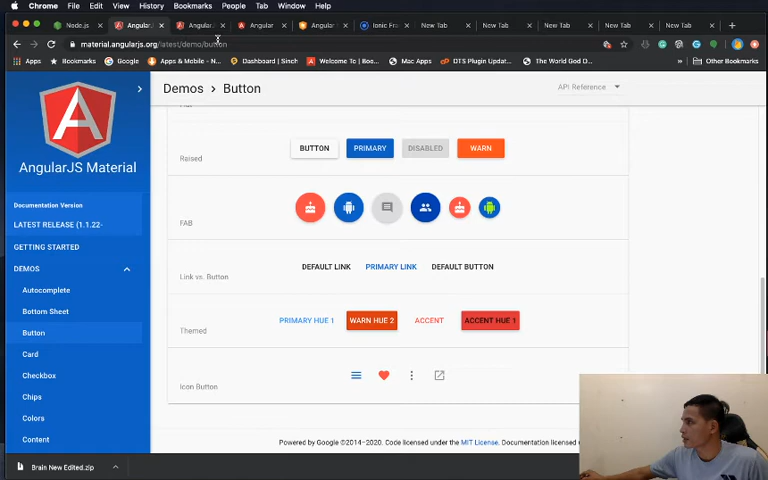 Chrome File Edit View History Bookmarks People Tab Window Help
Node.js Angular. Angular. Angular Angular Ionic Fra New Tab New Tab New Tab New Tab New Tab
material.angularjs.org/latest/demo/button
Apps Bookmarks Google Apps & Mobile - N... Dashboard | Sinch Welcome To | Boo... Mac Apps DTS Plugin Updat... The World God O... Other Bookmarks
Demos > Button
API Reference
AngularJS Material
Documentation Version
LATEST RELEASE (1.1.22-
GETTING STARTED
DEMOS
Autocomplete
Bottom Sheet
Button
Card
Checkbox
Chips
Colors
Content
BUTTON PRIMARY DISABLED WARN
Raised
FAB
DEFAULT LINK PRIMARY LINK DEFAULT BUTTON
Link vs. Button
PRIMARY HUE 1 WARN HUE 2 ACCENT ACCENT HUE 1
Themed
Icon Button
Powered by Google ©2014–2020. Code licensed under the MIT License. Documentation licensed
Brain New Edited.zip